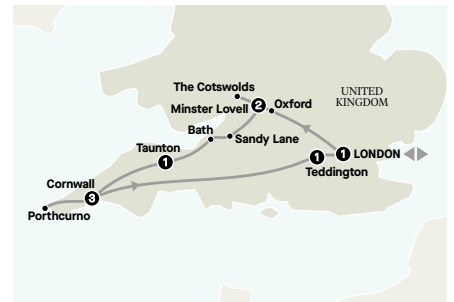 The Cotswolds
UNITED
KINGDOM
Minster Lovell
2
Oxford
Bath
Sandy Lane
Taunton
1
1
1
LONDON
Teddington
Cornwall
3
Porthcurno